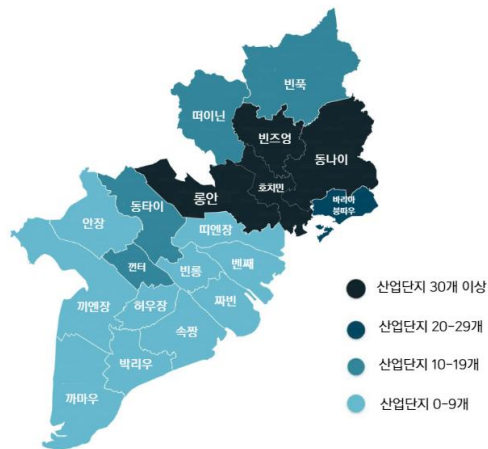 빈푹
떠이닌
빈즈엉
동나이
호치민
롱안
바리아
붕따우
안장
동타이
띠엔장
껀터
빈롱
벤째
끼엔장
허우장
짜빈
속짱
박리우
까마우
산업단지 30개 이상
산업단지 20-29개
산업단지 10-19개
산업단지 0-9개